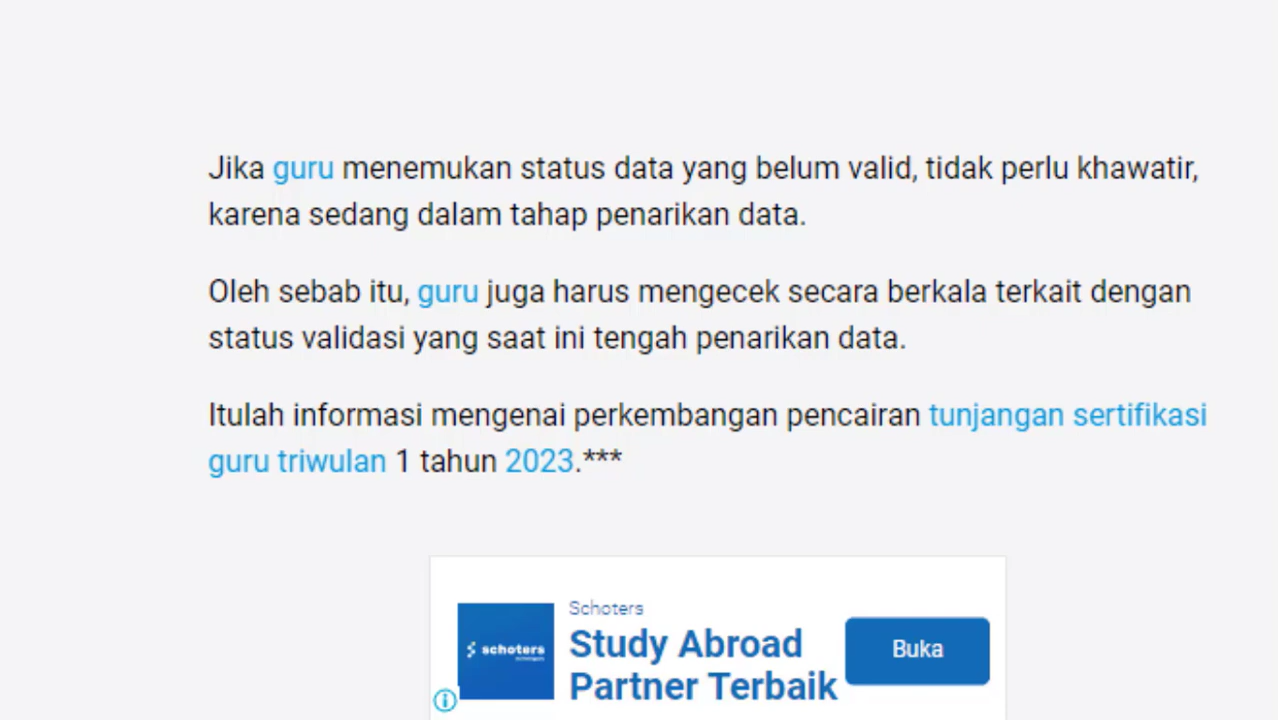 Jika guru menemukan status data yang belum valid, tidak perlu khawatir,
karena sedang dalam tahap penarikan data.
Oleh sebab itu, guru juga harus mengecek secara berkala terkait dengan
status validasi yang saat ini tengah penarikan data.
Itulah informasi mengenai perkembangan pencairan tunjangan sertifikasi
guru triwulan 1 tahun 2023.***
Schoters
schoters
Study Abroad
Partner Terbaik
Buka